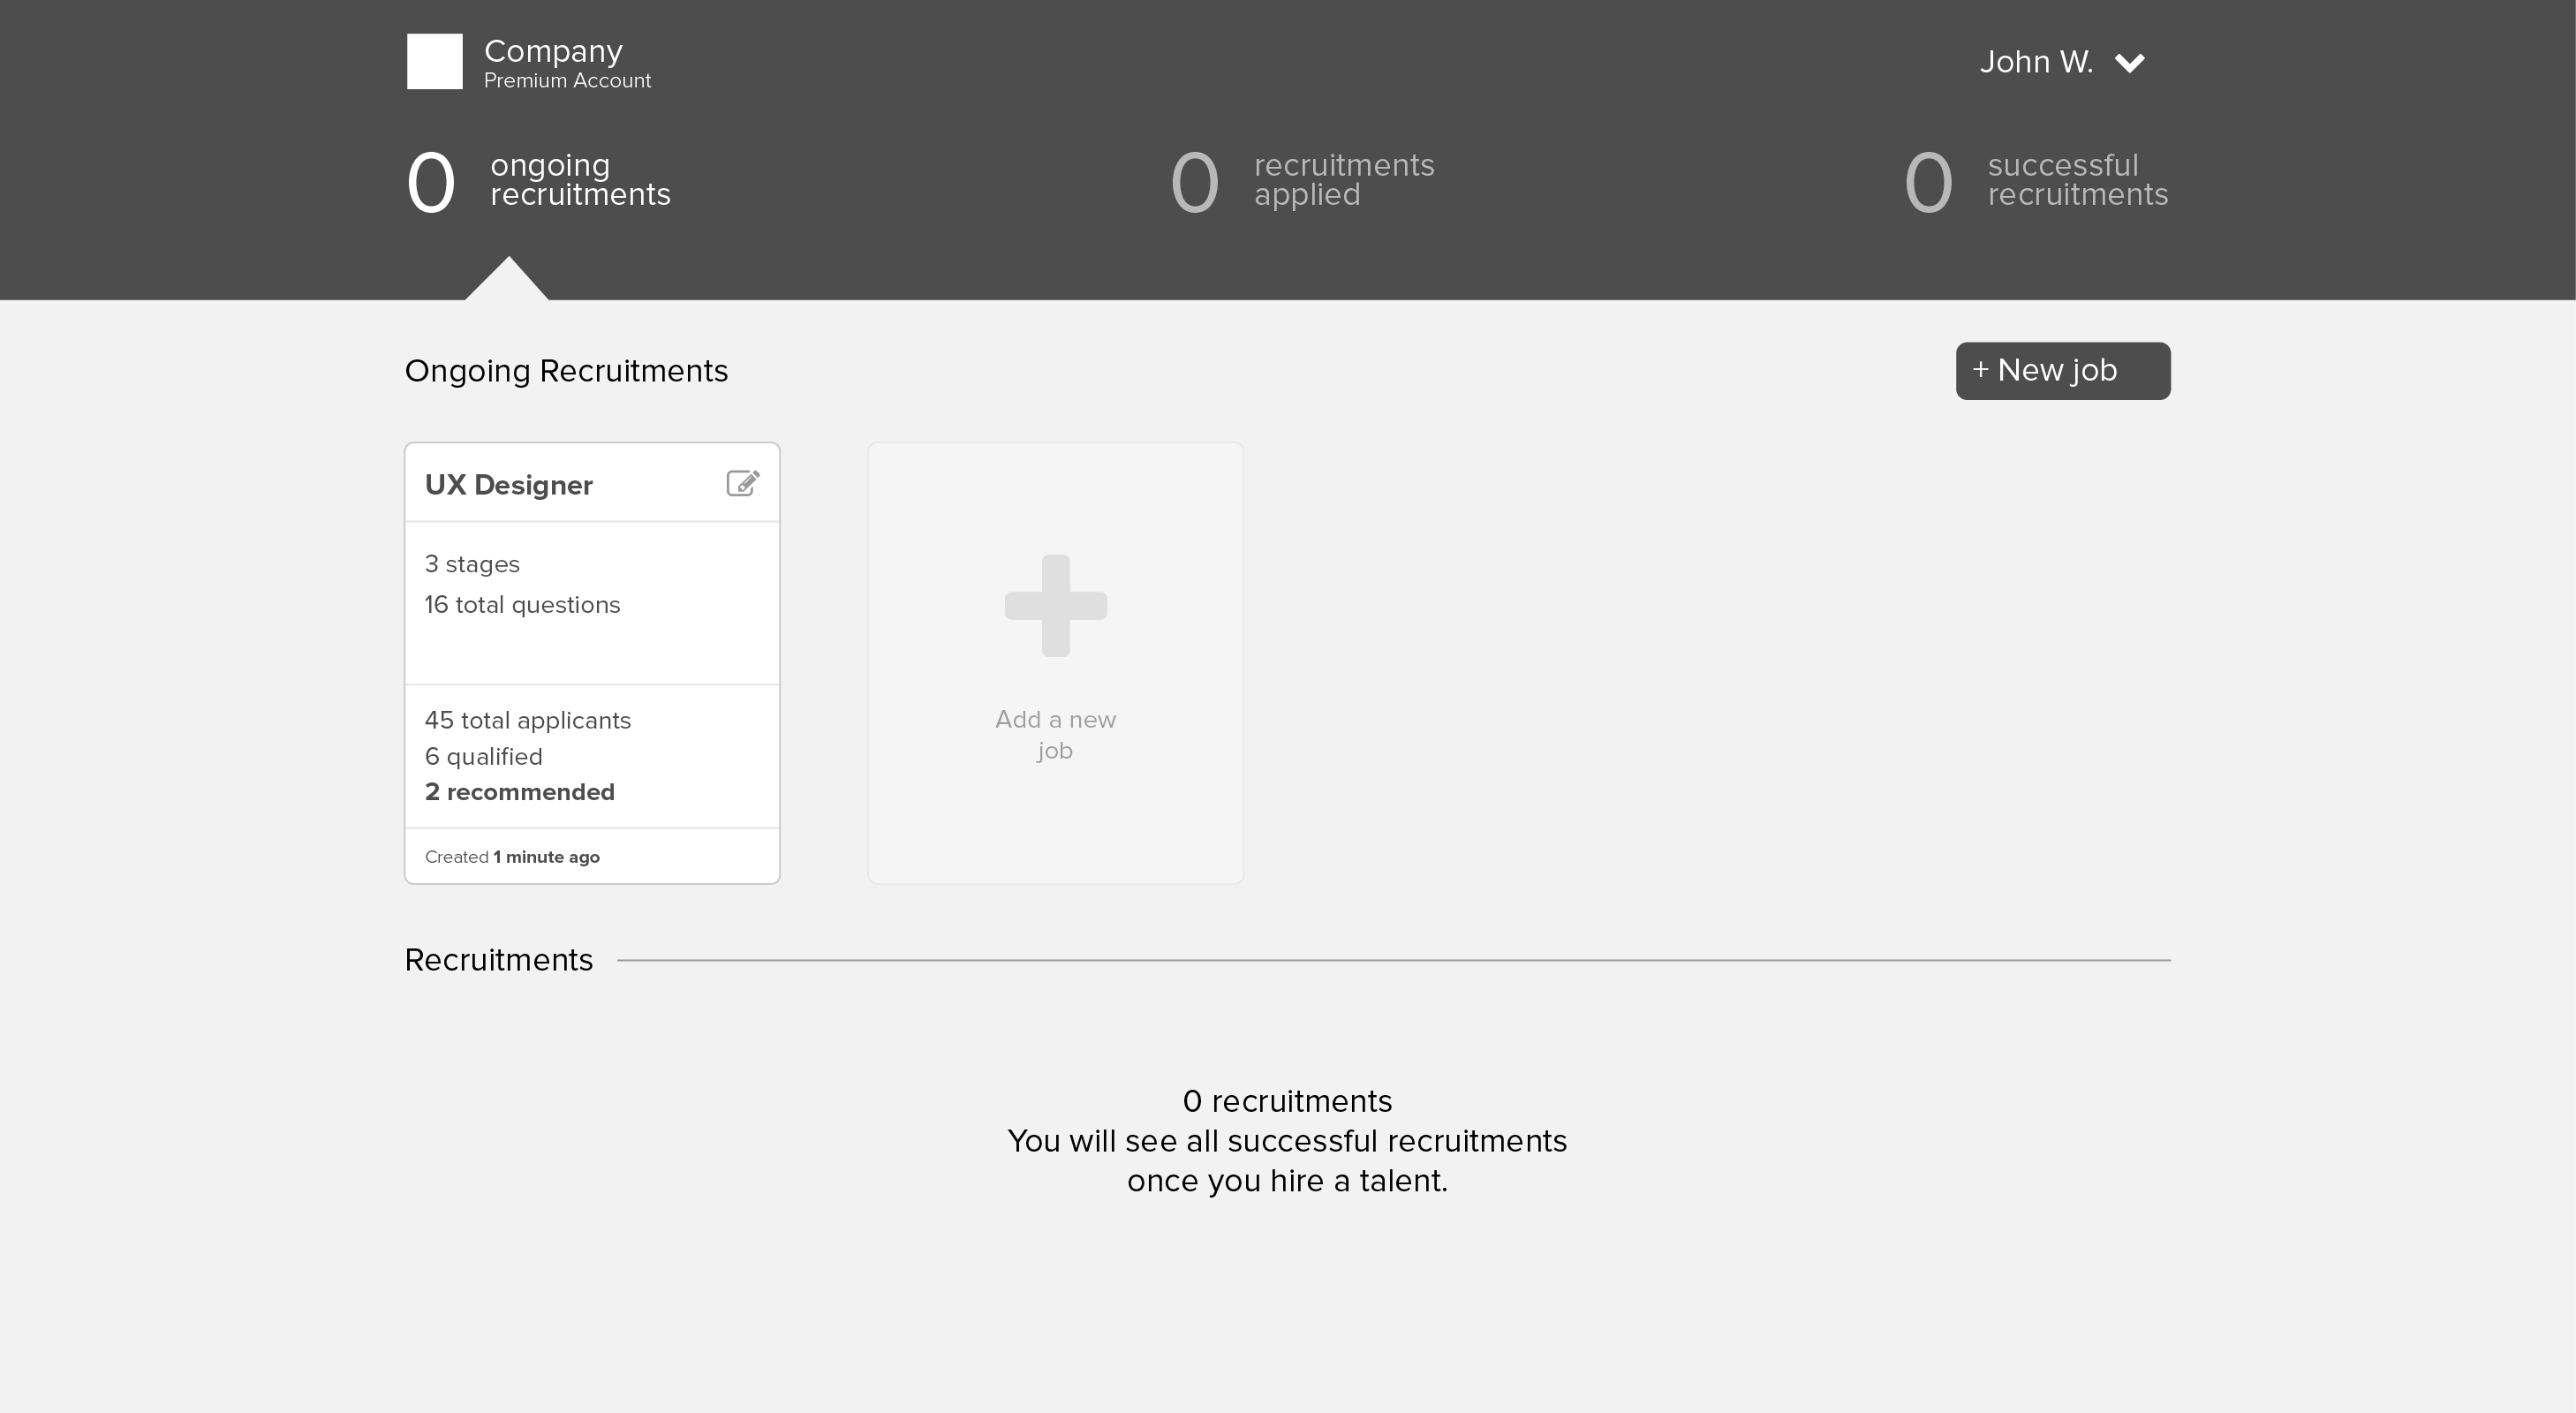 Company
Premium Account
John W.
0 ongoing
recruitments
0 recruitments
applied
0 successful
recruitments
Ongoing Recruitments
+ New job
UX Designer
3 stages
16 total questions
45 total applicants
6 qualified
2 recommended
Created 1 minute ago
Add a new
job
Recruitments
0 recruitments
You will see all successful recruitments
once you hire a talent.